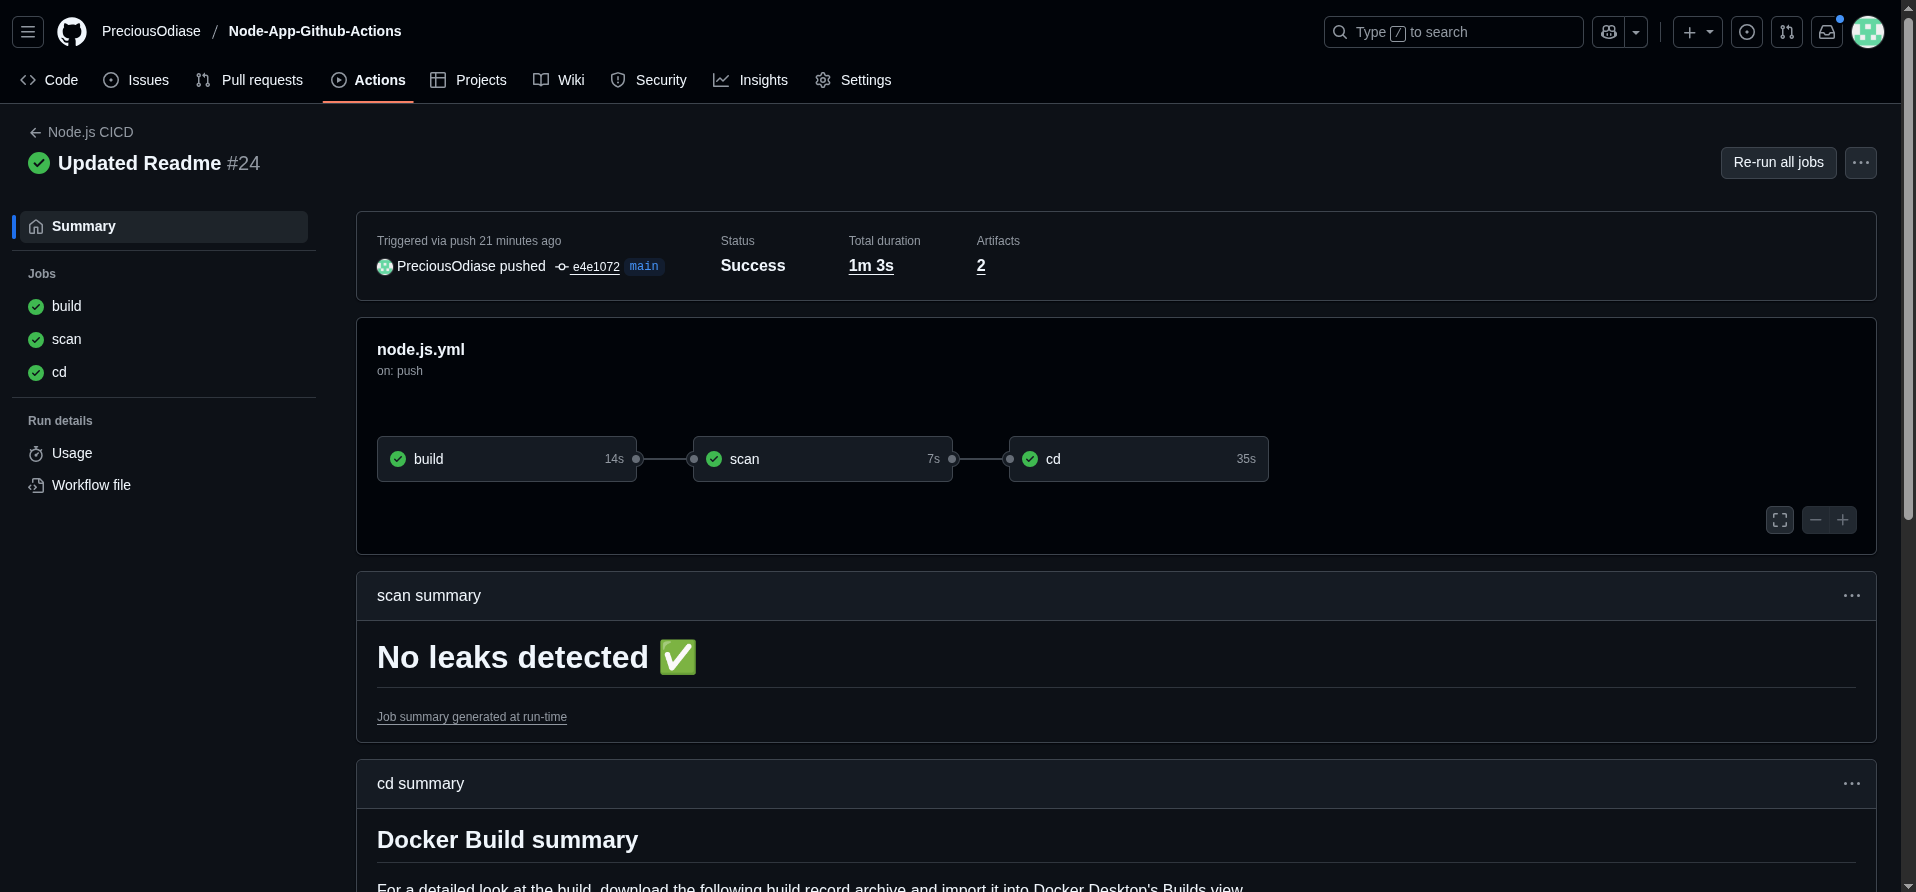 PreciousOdiase / Node-App-Github-Actions
Type / to search
Code Issues Pull requests Actions Projects Wiki Security Insights Settings
Node.js CICD
Updated Readme #24
Re-run all jobs
Summary
Jobs
build
scan
cd
Run details
Usage
Workflow file
Triggered via push 21 minutes ago
PreciousOdiase pushed e4e1072 main
Status
Success
Total duration
1m 3s
Artifacts
2
node.js.yml
on: push
build 14s
scan 7s
cd 35s
scan summary
No leaks detected ✅
Job summary generated at run-time
cd summary
Docker Build summary
For a detailed look at the build, download the following build record archive and import it into Docker Desktop's Builds view.